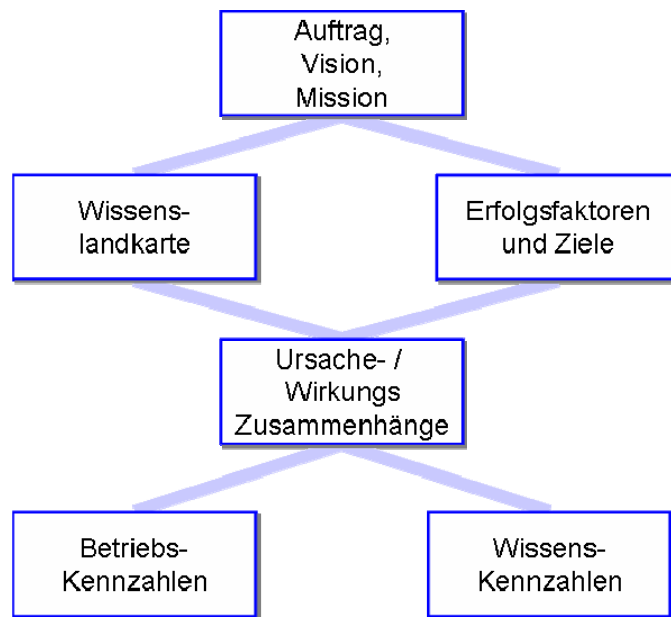 Auftrag,
Vision,
Mission
Wissens-
landkarte
Erfolgsfaktoren
und Ziele
Ursache- /
Wirkungs
Zusammenhänge
Betriebs-
Kennzahlen
Wissens-
Kennzahlen